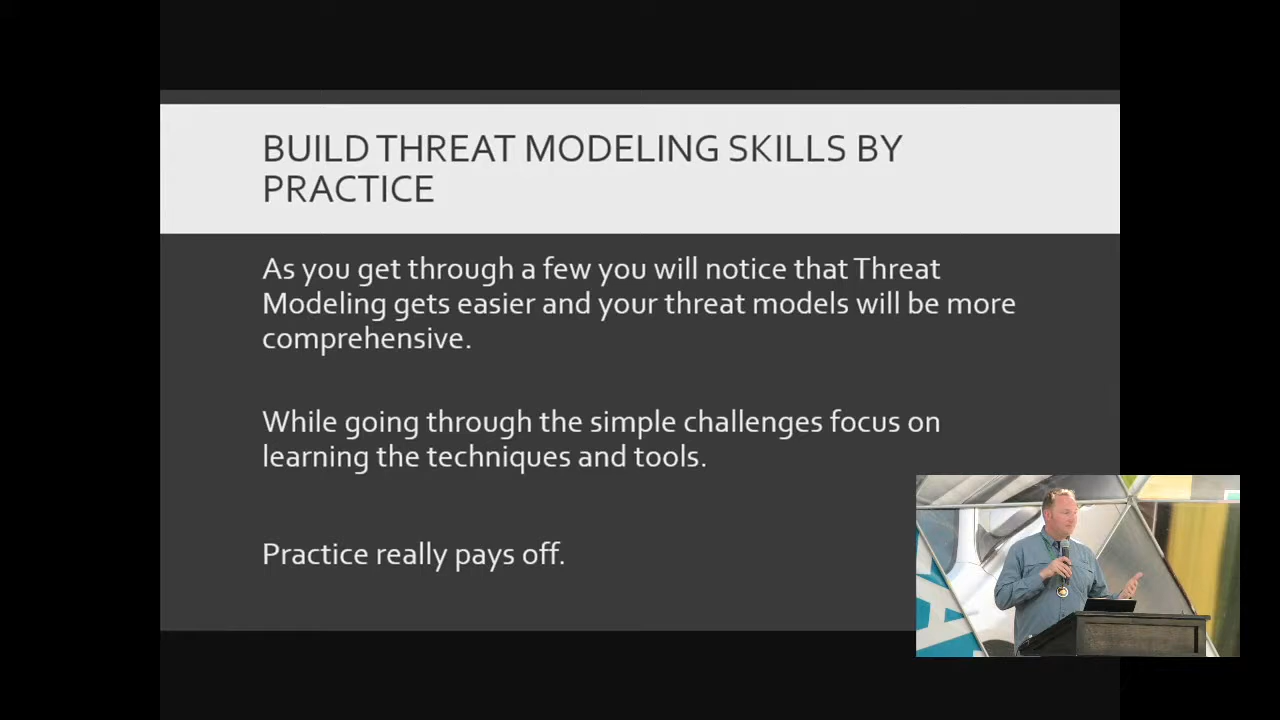 BUILD THREAT MODELING SKILLS BY
PRACTICE
As you get through a few you will notice that Threat
Modeling gets easier and your threat models will be more
comprehensive.
While going through the simple challenges focus on
learning the techniques and tools.
Practice really pays off.